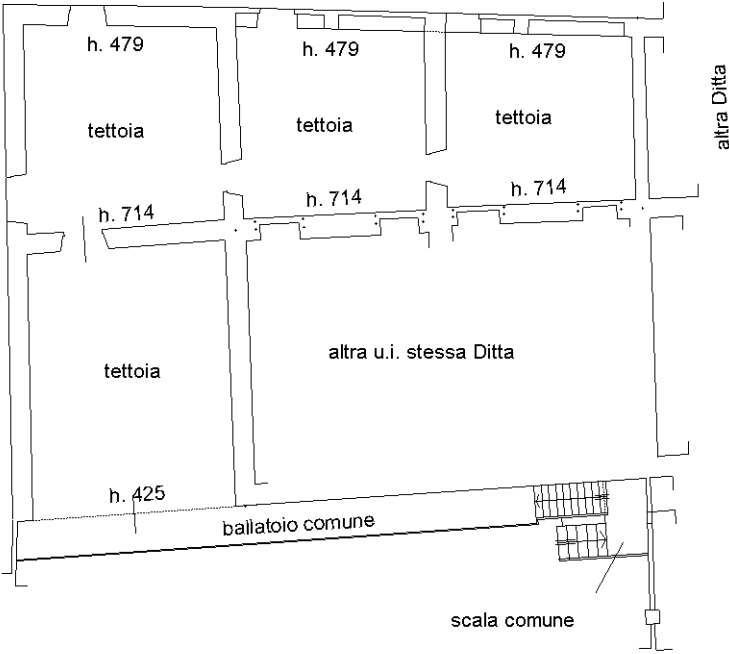 h. 479
h. 479
h. 479
altra Ditta
tettoia
tettoia
tettoia
h. 714
h. 714
h. 714
altra u.i. stessa Ditta
tettoia
h. 425
ballatoio comune
scala comune